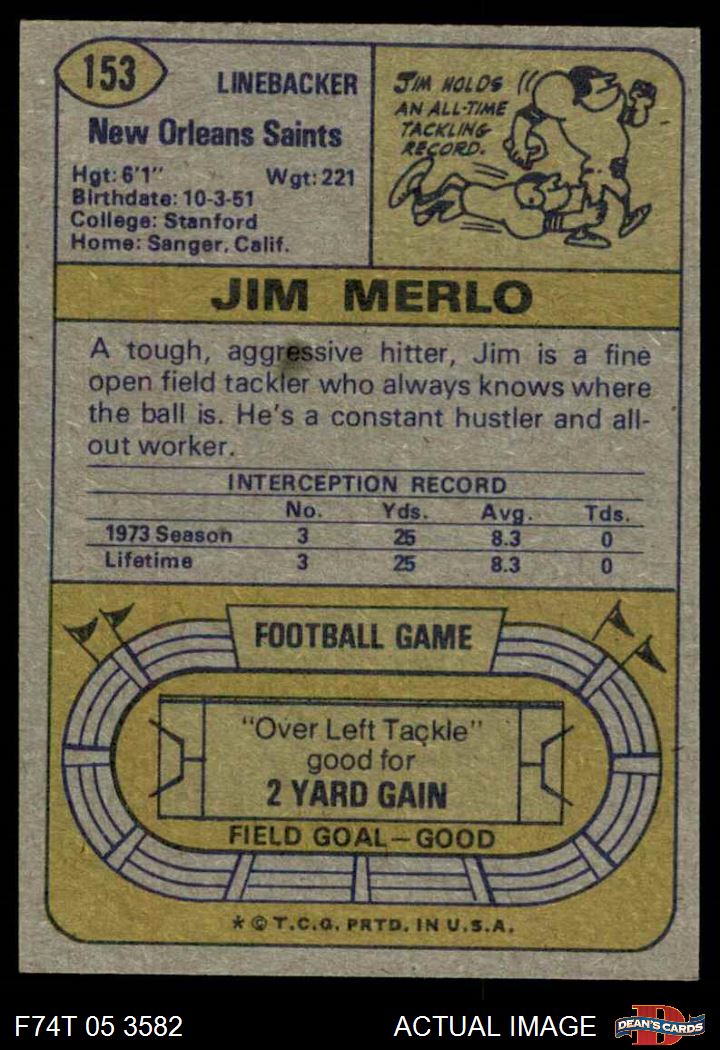 153
LINEBACKER
New Orleans Saints
Hgt: 6'1" Wgt: 221
Birthdate: 10-3-51
College: Stanford
Home: Sanger, Calif.
JIM HOLDS
AN ALL-TIME
TACKLING
RECORD.
JIM MERLO
A tough, aggressive hitter, Jim is a fine
open field tackler who always knows where
the ball is. He's a constant hustler and all-
out worker.
INTERCEPTION RECORD
No. Yds. Avg. Tds.
1973 Season 3 25 8.3 0
Lifetime 3 25 8.3 0
FOOTBALL GAME
"Over Left Tackle"
good for
2 YARD GAIN
FIELD GOAL—GOOD
* © T.C.G. PRTD. IN U.S.A.
F74T 05 3582 ACTUAL IMAGE
D
DEAN'S CARDS